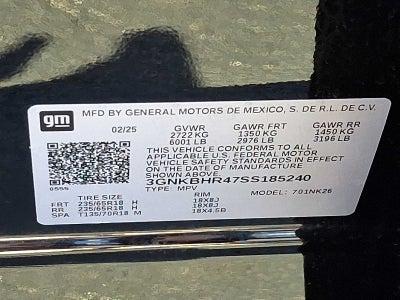 gm MFD BY GENERAL MOTORS DE MEXICO, S. DE R.L. DE C.V.
02/25 GVWR GAWR FRT GAWR RR
2722 KG 1350 KG 1450 KG
6001 LB 2976 LB 3196 LB
THIS VEHICLE CONFORMS TO ALL
APPLICABLE U.S. FEDERAL MOTOR
VEHICLE SAFETY STANDARDS IN EFFECT
ON THE DATE OF MANUFACTURE
3GNKBHR47SS185240
TYPE: MPV MODEL: 701NK26
TIRE SIZE RIM
FRT 235/65R18 H 18X8J
RR 235/65R18 H 18X8J
SPA T135/70R18 M 18X4.5B